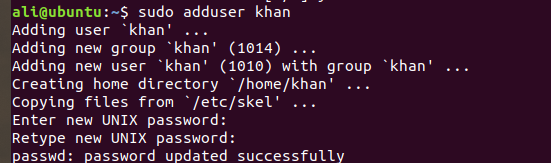 ali@ubuntu:~$ sudo adduser khan
Adding user `khan' ...
Adding new group `khan' (1014) ...
Adding new user `khan' (1010) with group `khan' ...
Creating home directory `/home/khan' ...
Copying files from `/etc/skel' ...
Enter new UNIX password:
Retype new UNIX password:
passwd: password updated successfully